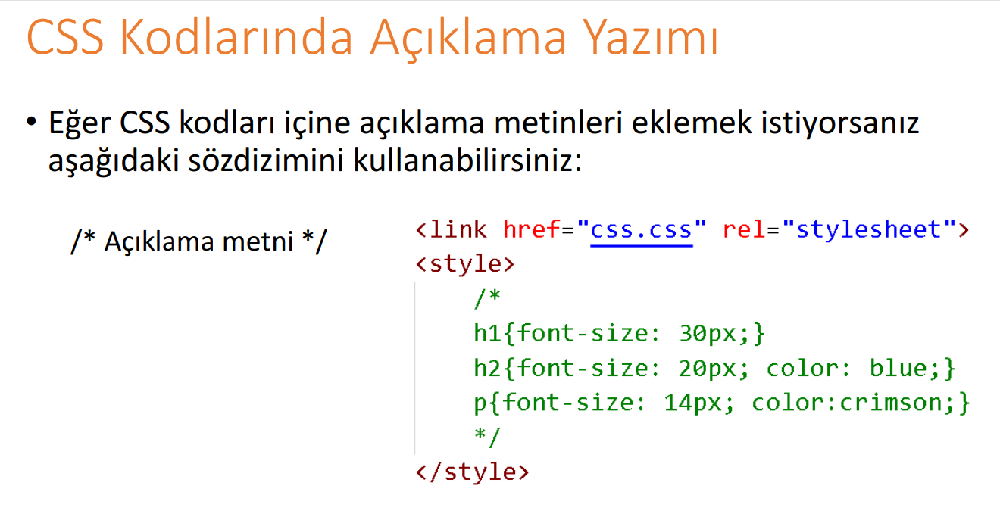 CSS Kodlarında Açıklama Yazımı
• Eğer CSS kodları içine açıklama metinleri eklemek istiyorsanız
aşağıdaki sözdizimini kullanabilirsiniz:
/* Açıklama metni */
<link href="css.css" rel="stylesheet">
<style>
/*
h1{font-size: 30px;}
h2{font-size: 20px; color: blue;}
p{font-size: 14px; color:crimson;}
*/
</style>